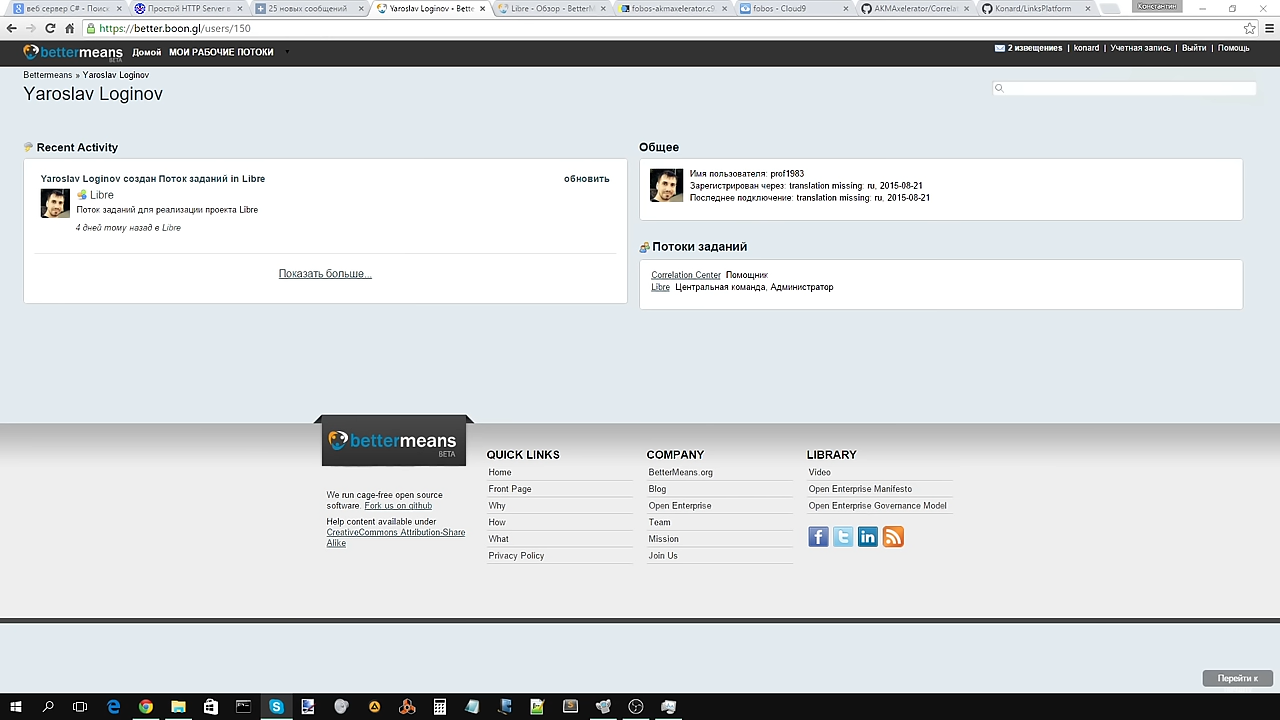 веб сервер C# - Поиск
Простой HTTP Server в
25 новых сообщений
Yaroslav Loginov - Bette
Libre - Обзор - BetterM
fobos-akmaxelerator.c9
fobos - Cloud9
AKMAxelerator/Correla
Konard/LinksPlatform
Константин
https://better.boon.gl/users/150
bettermeans
BETA
Домой
МОИ РАБОЧИЕ ПОТОКИ
2 извещениes | konard | Учетная запись | Выйти | Помощь
Bettermeans » Yaroslav Loginov
Yaroslav Loginov
Recent Activity
Yaroslav Loginov создан Поток заданий in Libre
обновить
Libre
Поток заданий для реализации проекта Libre
4 дней тому назад в Libre
Показать больше...
Общее
Имя пользователя: prof1983
Зарегистрирован через: translation missing: ru, 2015-08-21
Последнее подключение: translation missing: ru, 2015-08-21
Потоки заданий
Correlation Center Помощник
Libre Центральная команда, Администратор
bettermeans
BETA
We run cage-free open source
software. Fork us on github
Help content available under
CreativeCommons Attribution-Share
Alike
QUICK LINKS
Home
Front Page
Why
How
What
Privacy Policy
COMPANY
BetterMeans.org
Blog
Open Enterprise
Team
Mission
Join Us
LIBRARY
Video
Open Enterprise Manifesto
Open Enterprise Governance Model
Перейти к